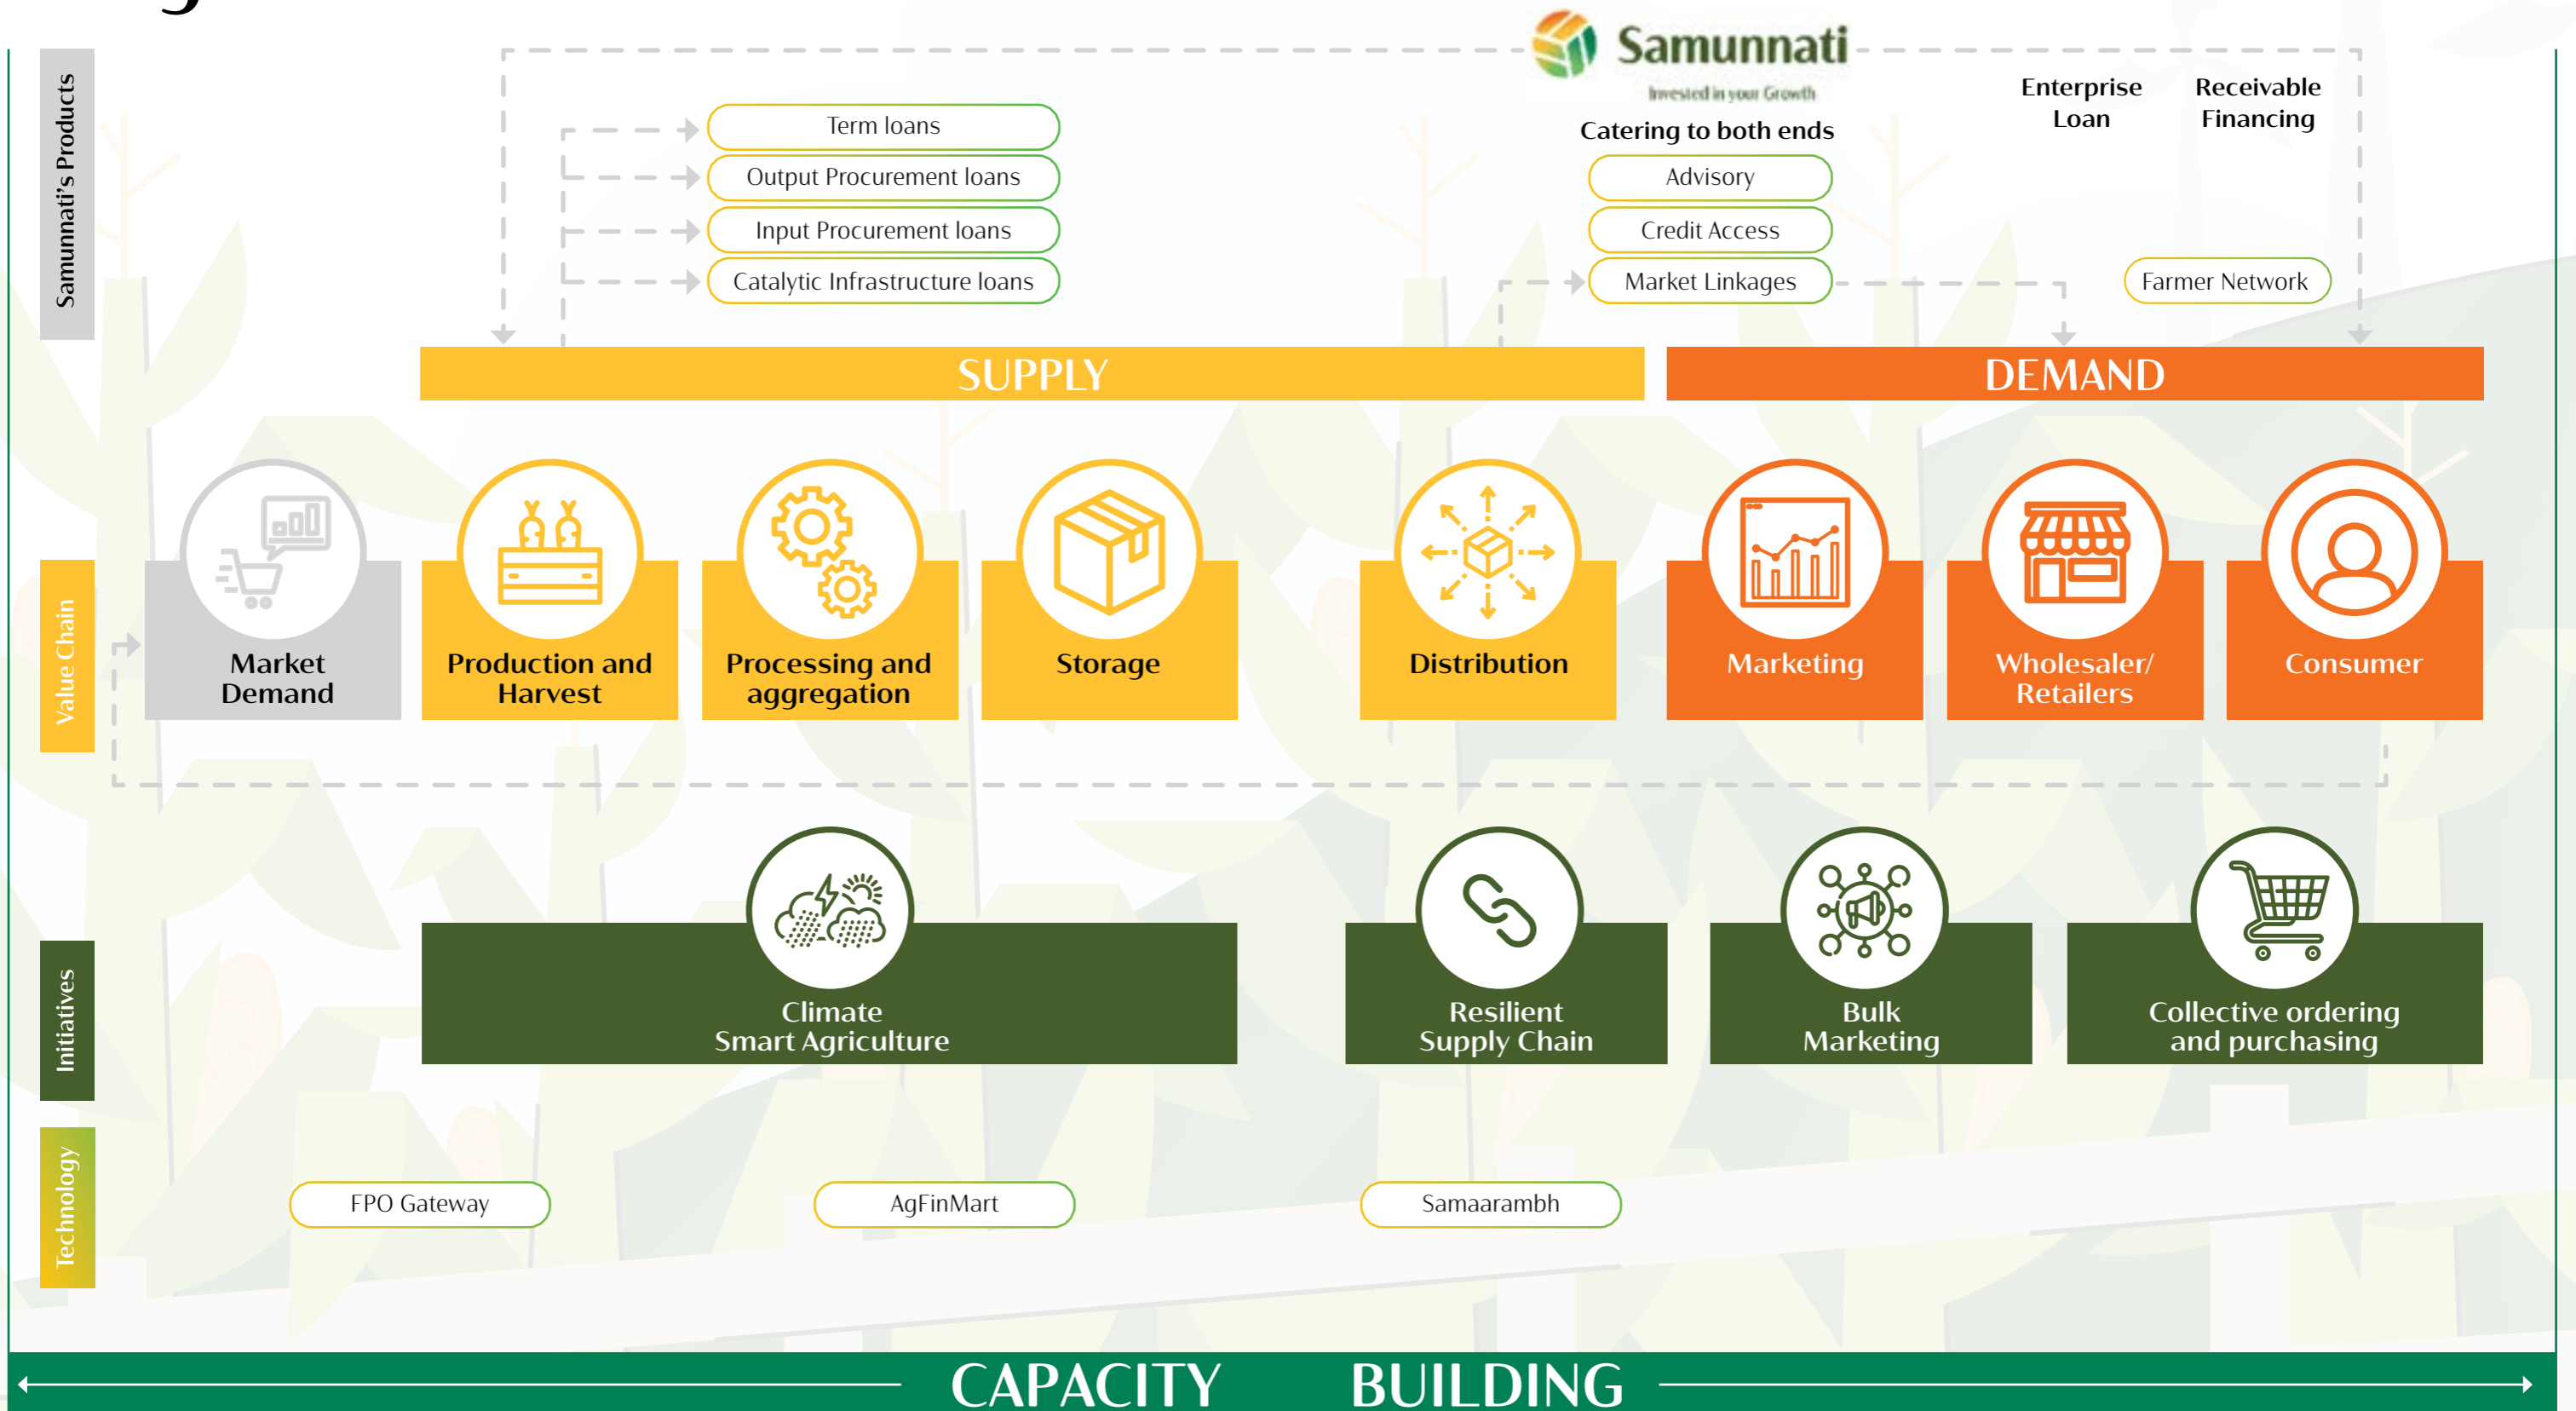 Samunnati's Products
Samunnati
Invested in your Growth
Catering to both ends
Enterprise
Loan
Receivable
Financing
Term loans
Output Procurement loans
Input Procurement loans
Catalytic Infrastructure loans
Advisory
Credit Access
Market Linkages
Farmer Network
SUPPLY
DEMAND
Value Chain
Market
Demand
Production and
Harvest
Processing and
aggregation
Storage
Distribution
Marketing
Wholesaler/
Retailers
Consumer
Initiatives
Climate
Smart Agriculture
Resilient
Supply Chain
Bulk
Marketing
Collective ordering
and purchasing
Technology
FPO Gateway
AgFinMart
Samaarambh
CAPACITY BUILDING